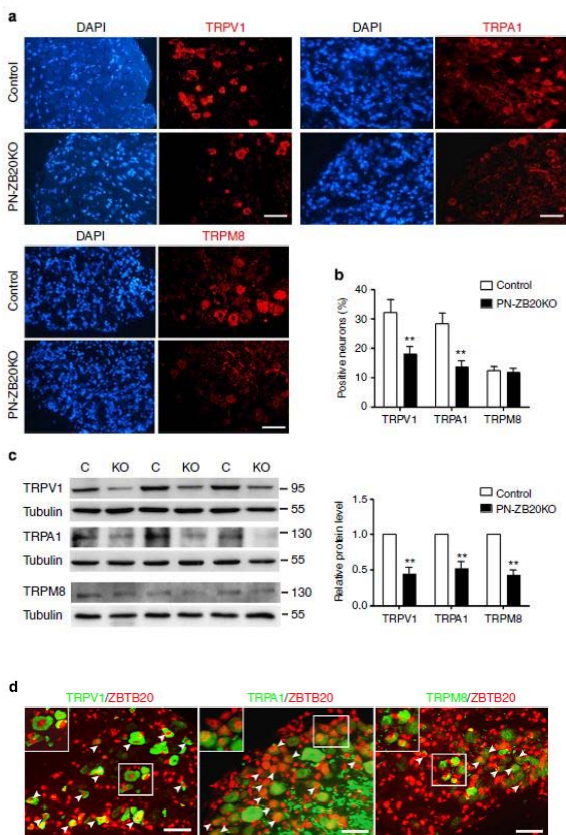 a
DAPI TRPV1 DAPI TRPA1
Control
PN-ZB20KO
DAPI TRPM8
Control
PN-ZB20KO
b
Control
PN-ZB20KO
Positive neurons (%)
40
30
20
10
0
** **
TRPV1 TRPA1 TRPM8
c
C KO C KO C KO
TRPV1 95
Tubulin 55
TRPA1 130
Tubulin 55
TRPM8 130
Tubulin 55
Control
PN-ZB20KO
Relative protein level
1.5
1.0
0.5
0.0
** ** **
TRPV1 TRPA1 TRPM8
d
TRPV1/ZBTB20 TRPA1/ZBTB20 TRPM8/ZBTB20